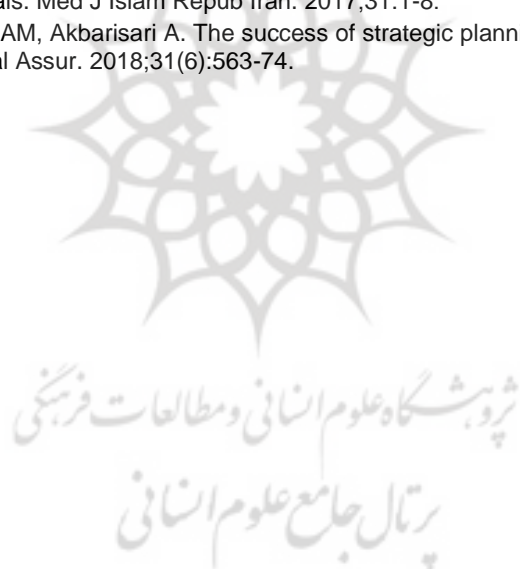 als. Med J Islam Repub Iran. 2017;31:1-8.
AM, Akbarisari A. The success of strategic plann
al Assur. 2018;31(6):563-74.
پژوهشگاه علوم انسانی و مطالعات فرهنگی
پرتال جامع علوم انسانی